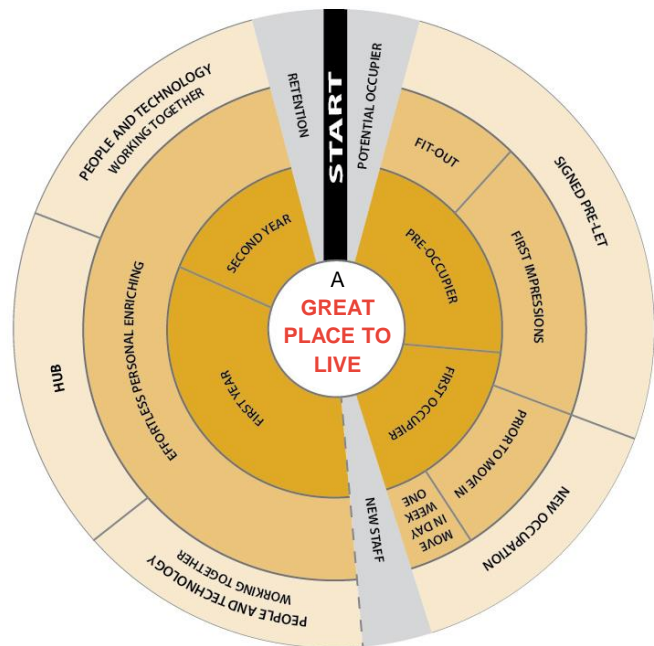 START
POTENTIAL OCCUPIER
FIT-OUT
SIGNED PRE-LET
FIRST IMPRESSIONS
PRE-OCCUPIER
FIRST OCCUPIER
PRIOR TO MOVE IN
NEW OCCUPATION
MOVE
IN DAY
WEEK
ONE
NEW STAFF
PEOPLE AND TECHNOLOGY
WORKING TOGETHER
FIRST YEAR
EFFORTLESS PERSONAL ENRICHING
HUB
SECOND YEAR
PEOPLE AND TECHNOLOGY
WORKING TOGETHER
RETENTION
A
GREAT
PLACE TO
LIVE